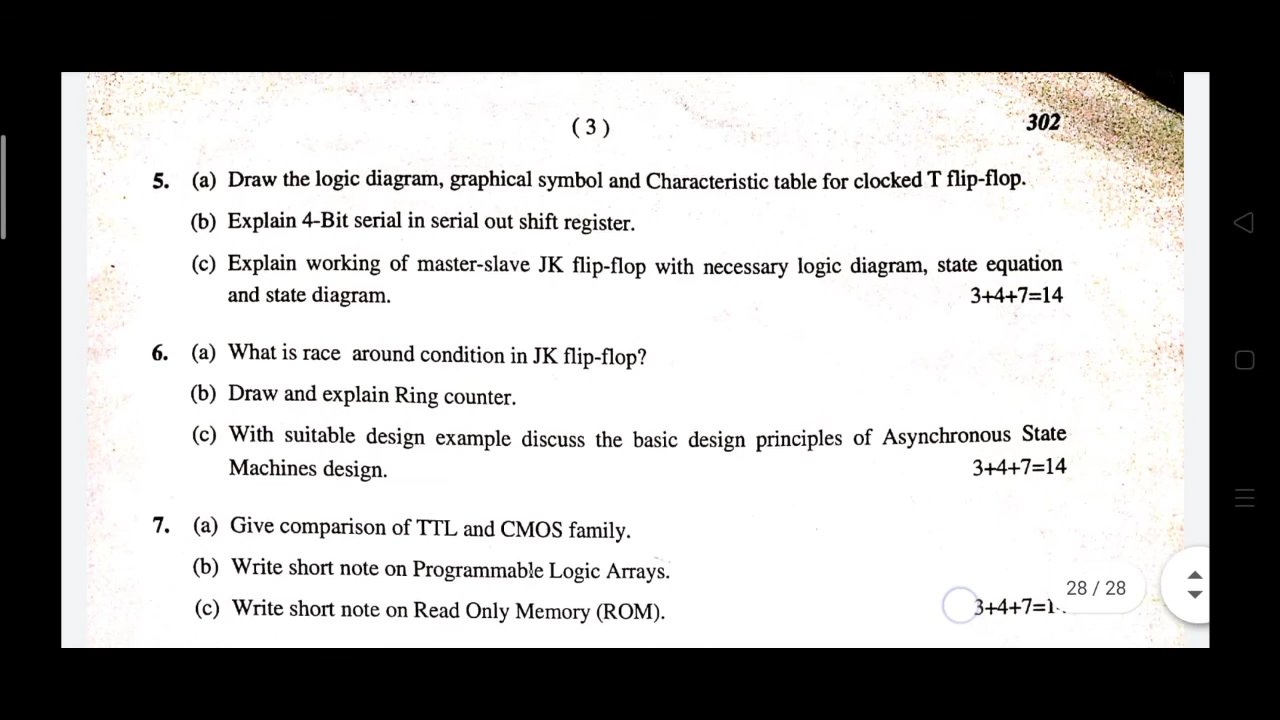 ( 3 )
302
5. (a) Draw the logic diagram, graphical symbol and Characteristic table for clocked T flip-flop.
(b) Explain 4-Bit serial in serial out shift register.
(c) Explain working of master-slave JK flip-flop with necessary logic diagram, state equation
and state diagram. 3+4+7=14
6. (a) What is race around condition in JK flip-flop?
(b) Draw and explain Ring counter.
(c) With suitable design example discuss the basic design principles of Asynchronous State
Machines design. 3+4+7=14
7. (a) Give comparison of TTL and CMOS family.
(b) Write short note on Programmable Logic Arrays.
28 / 28
(c) Write short note on Read Only Memory (ROM). 3+4+7=1